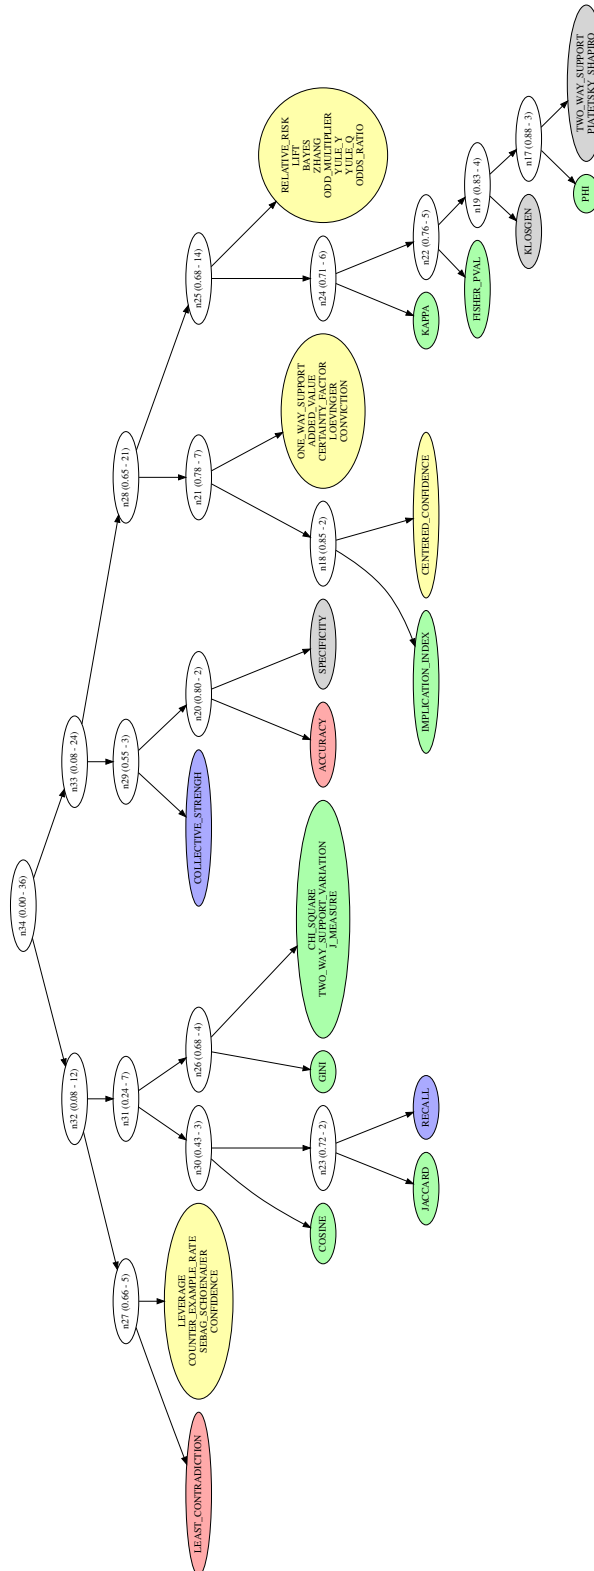 n34 (0.00 - 36)
n32 (0.08 - 12)
n33 (0.08 - 24)
n27 (0.66 - 5)
n31 (0.24 - 7)
n29 (0.55 - 3)
n28 (0.65 - 21)
LEAST_CONTRADICTION
LEVERAGE
COUNTER_EXAMPLE_RATE
SEBAG_SCHOENAUER
CONFIDENCE
n30 (0.43 - 3)
n26 (0.68 - 4)
COLLECTIVE_STRENGH
n20 (0.80 - 2)
n21 (0.78 - 7)
n25 (0.68 - 14)
COSINE
n23 (0.72 - 2)
GINI
CHI_SQUARE
TWO_WAY_SUPPORT_VARIATION
J_MEASURE
ACCURACY
SPECIFICITY
n18 (0.85 - 2)
ONE_WAY_SUPPORT
ADDED_VALUE
CERTAINTY_FACTOR
LOEVINGER
CONVICTION
n24 (0.71 - 6)
RELATIVE_RISK
LIFT
BAYES
ZHANG
ODD_MULTIPLIER
YULE_Y
YULE_Q
ODDS_RATIO
JACCARD
RECALL
IMPLICATION_INDEX
CENTERED_CONFIDENCE
KAPPA
n22 (0.76 - 5)
FISHER_PVAL
n19 (0.83 - 4)
KLOSGEN
n17 (0.88 - 3)
PHI
TWO_WAY_SUPPORT
PIATETSKY_SHAPIRO